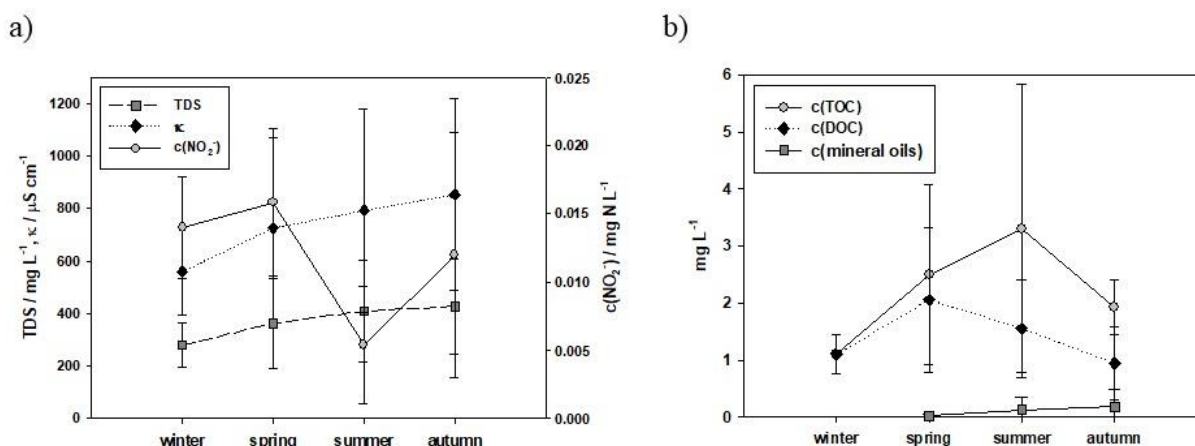 a)
TDS
κ
c(NO₂⁻)
TDS / mg L⁻¹, κ / µS cm⁻¹
1200
1000
800
600
400
200
0
0.025
0.020
0.015
0.010
0.005
0.000
c(NO₂⁻) / mg N L⁻¹
winter spring summer autumn
b)
c(TOC)
c(DOC)
c(mineral oils)
mg L⁻¹
6
5
4
3
2
1
0
winter spring summer autumn